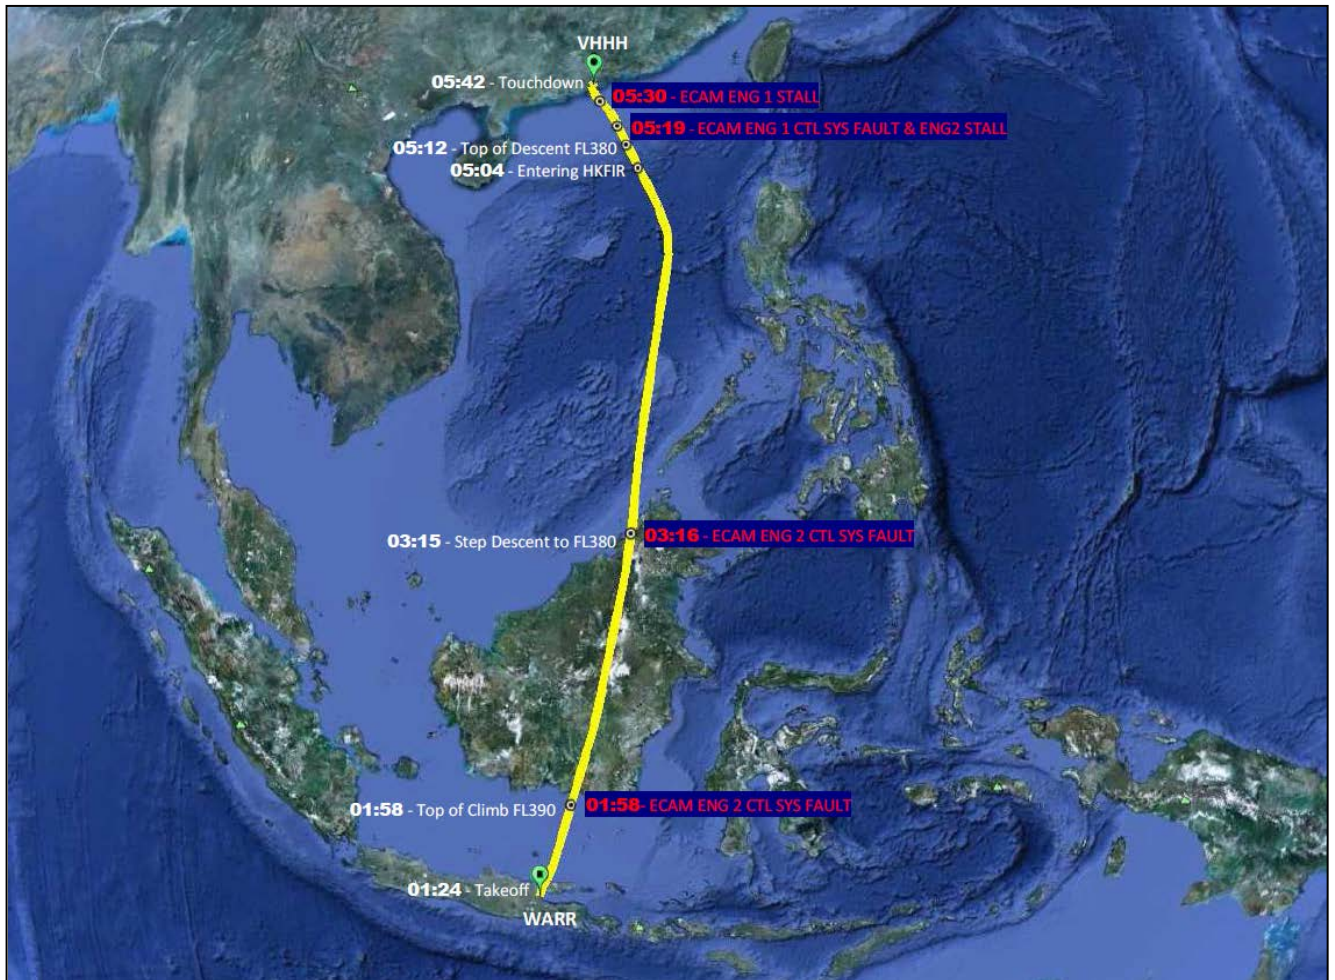 VHHH
05:42 - Touchdown
05:30 - ECAM ENG 1 STALL
05:19 - ECAM ENG 1 CTL SYS FAULT & ENG2 STALL
05:12 - Top of Descent FL380
05:04 - Entering HKFIR
03:15 - Step Descent to FL380
03:16 - ECAM ENG 2 CTL SYS FAULT
01:58 - Top of Climb FL390
01:58- ECAM ENG 2 CTL SYS FAULT
01:24 - Takeoff
WARR